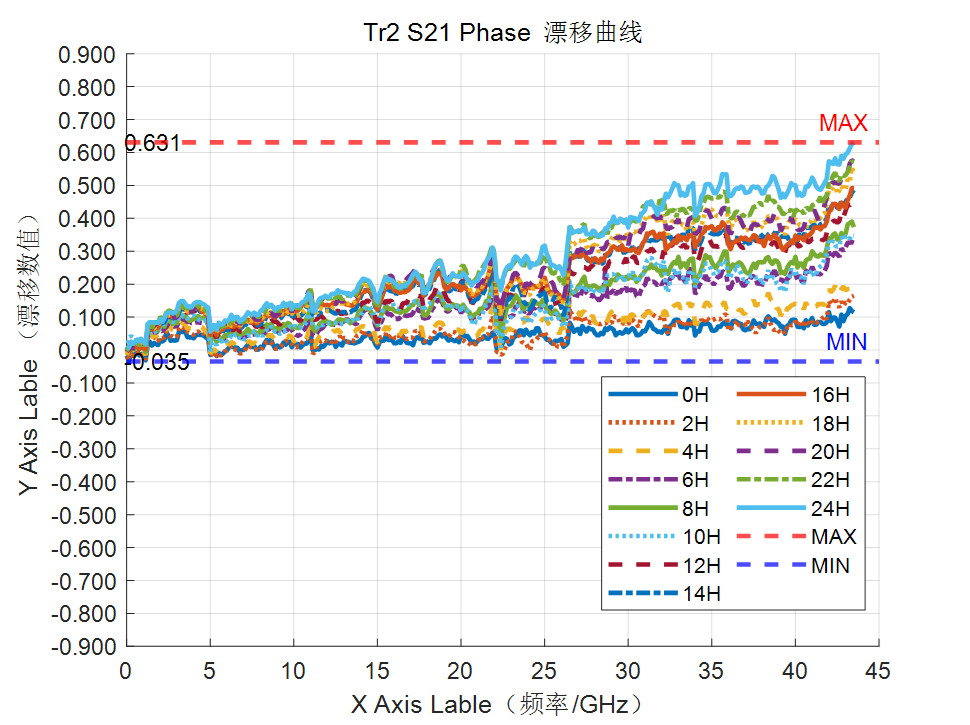 Tr2 S21 Phase 漂移曲线
0.900
0.800
0.700
0.600
0.500
0.400
0.300
0.200
0.100
0.000
-0.100
-0.200
-0.300
-0.400
-0.500
-0.600
-0.700
-0.800
-0.900
Y Axis Lable（漂移数值）
MAX
0.631
MIN
-0.035
0H
2H
4H
6H
8H
10H
12H
14H
16H
18H
20H
22H
24H
MAX
MIN
0 5 10 15 20 25 30 35 40 45
X Axis Lable（频率/GHz）